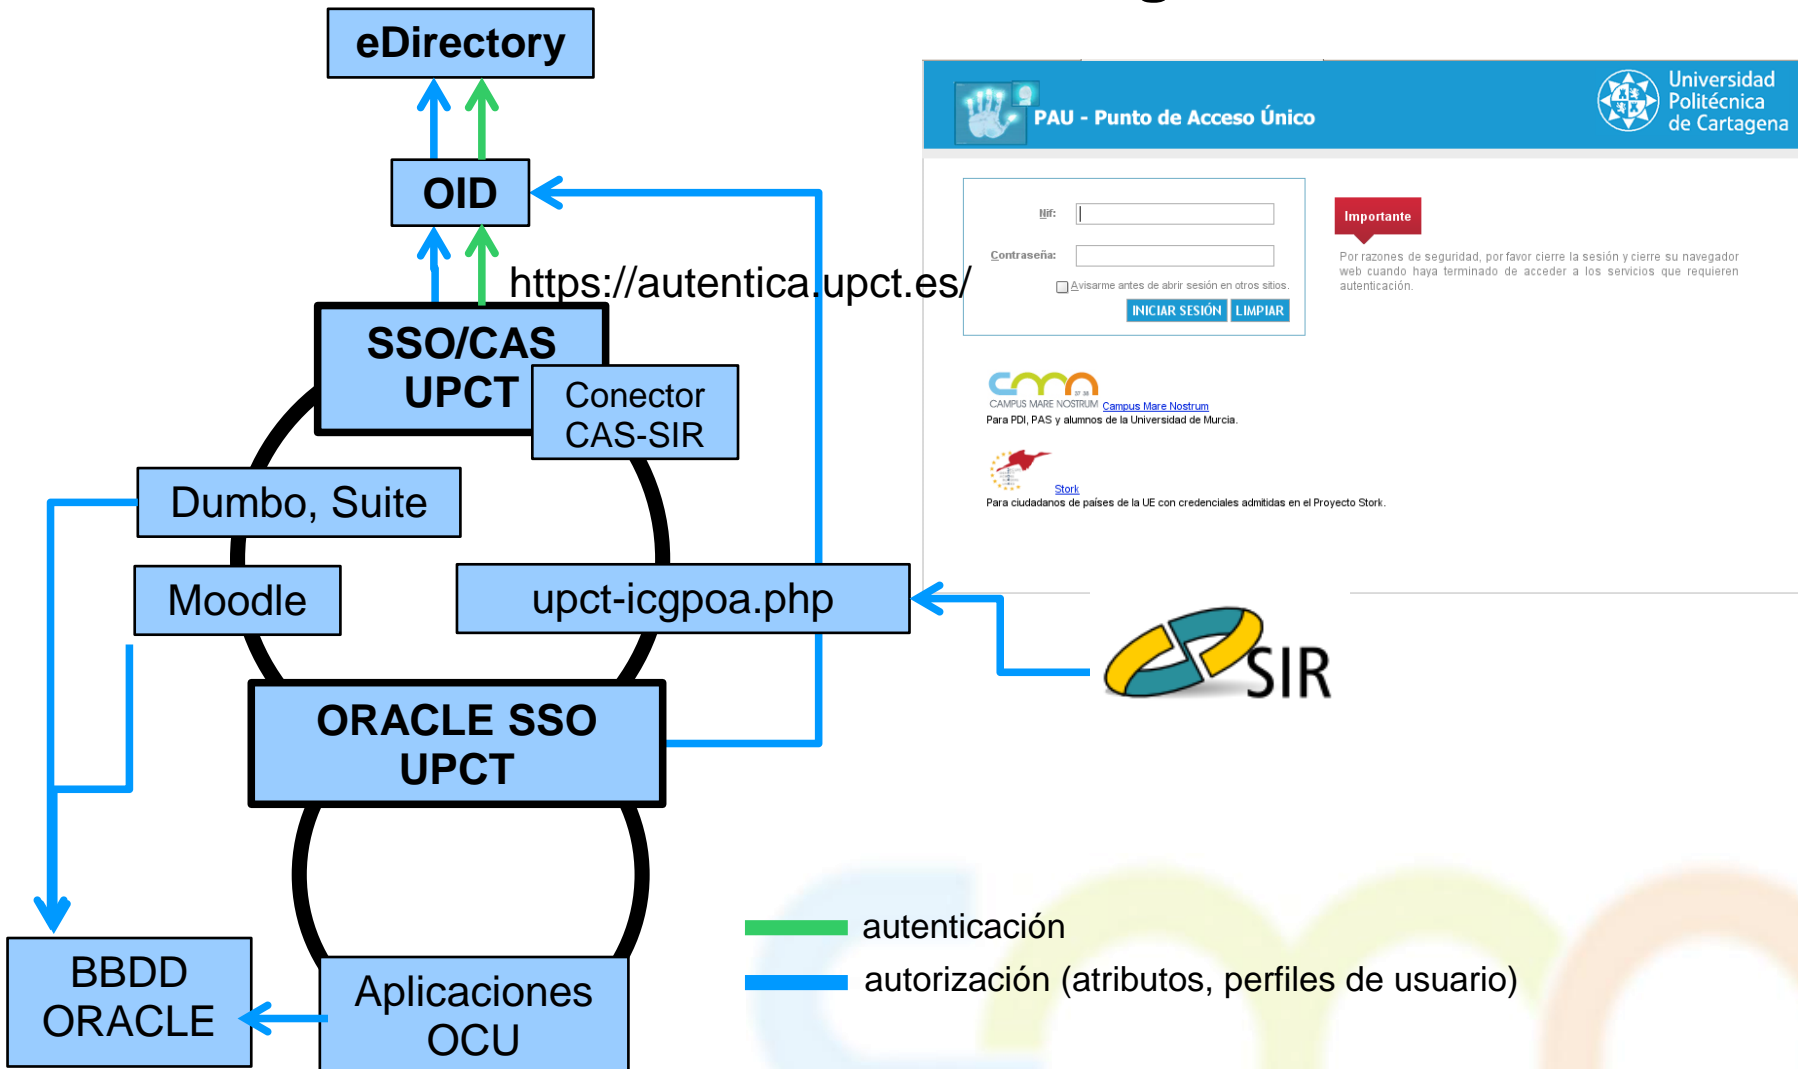 eDirectory
OID
https://autentica.upct.es/
SSO/CAS
UPCT
Conector
CAS-SIR
Dumbo, Suite
Moodle
upct-icgpoa.php
ORACLE SSO
UPCT
BBDD
ORACLE
Aplicaciones
OCU
PAU - Punto de Acceso Único
Universidad
Politécnica
de Cartagena
Nif:
Contraseña:
Avisarme antes de abrir sesión en otros sitios.
INICIAR SESIÓN LIMPIAR
Importante
Por razones de seguridad, por favor cierre la sesión y cierre su navegador
web cuando haya terminado de acceder a los servicios que requieren
autenticación.
CAMPUS MARE NOSTRUM Campus Mare Nostrum
Para PDI, PAS y alumnos de la Universidad de Murcia.
Stork
Para ciudadanos de países de la UE con credenciales admitidas en el Proyecto Stork.
SIR
autenticación
autorización (atributos, perfiles de usuario)